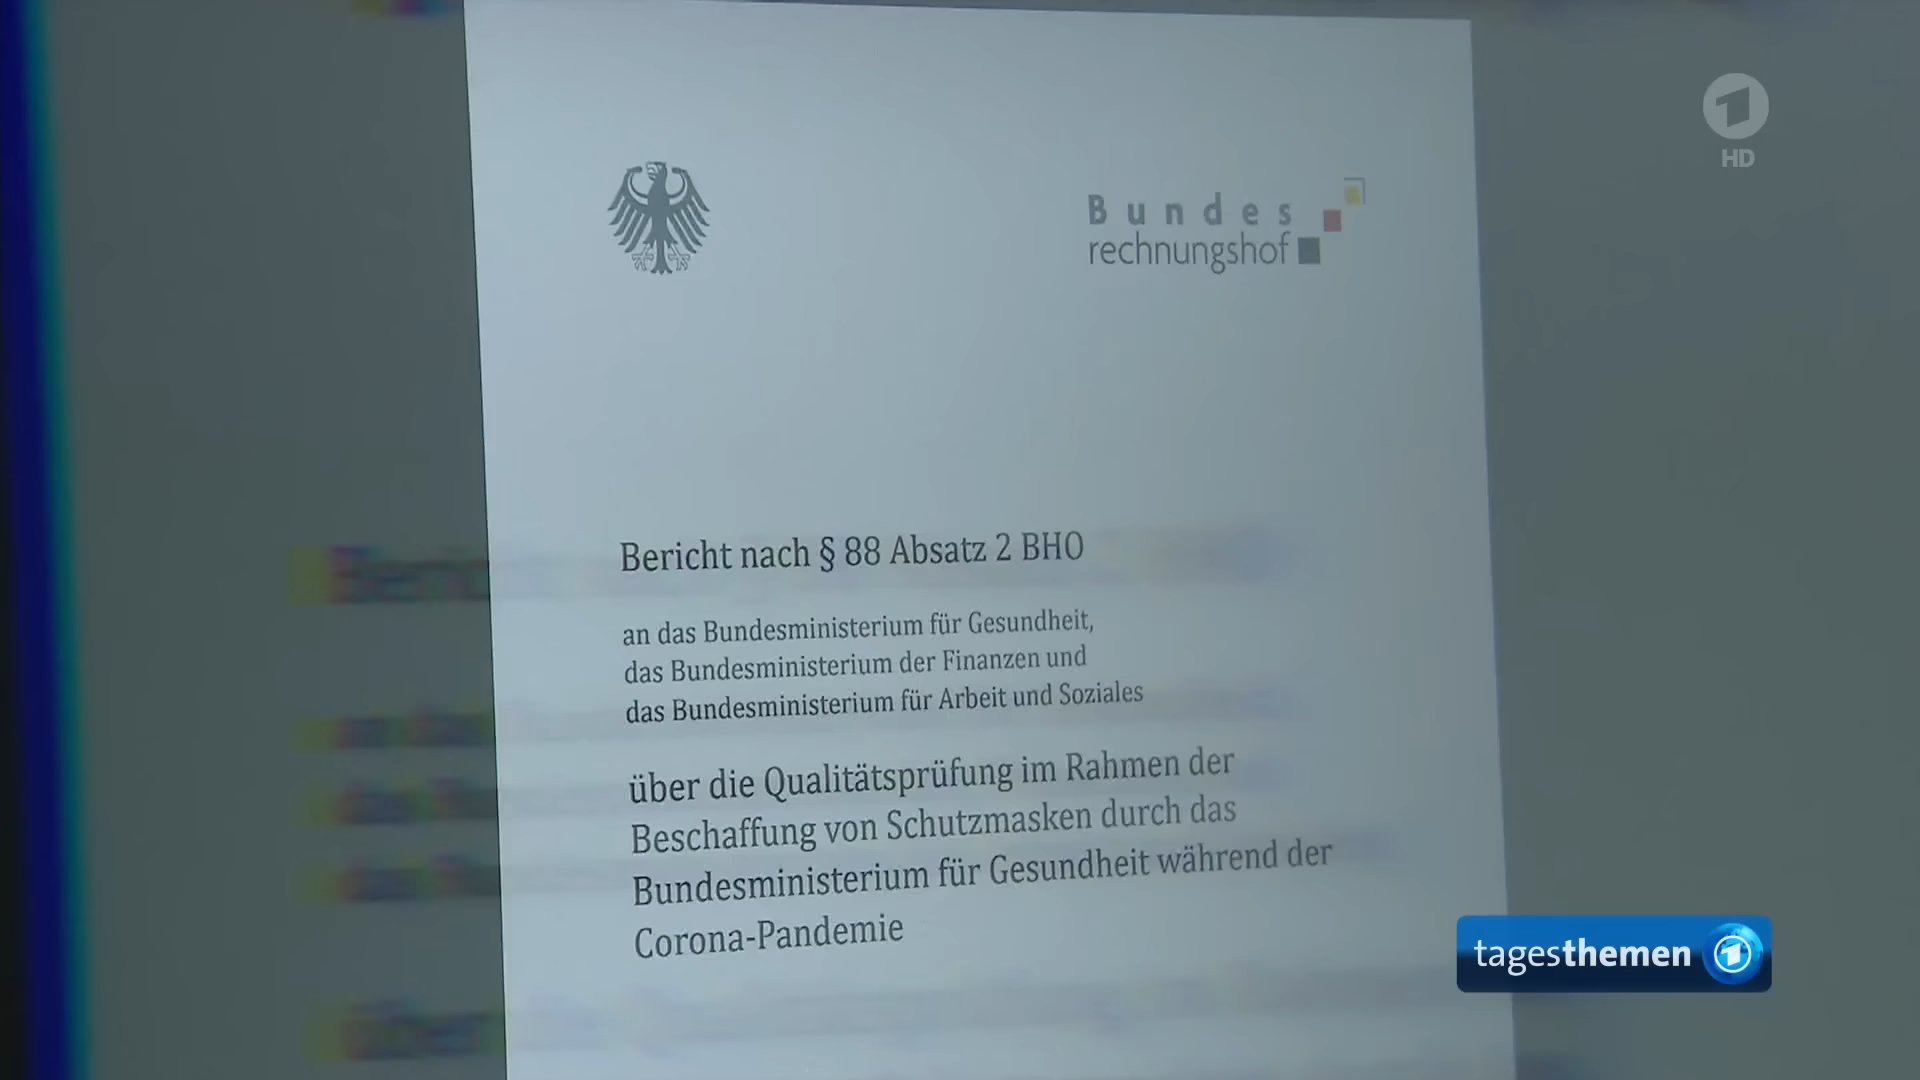 HD
Bundes
rechnungshof
Bericht nach § 88 Absatz 2 BHO
an das Bundesministerium für Gesundheit,
das Bundesministerium der Finanzen und
das Bundesministerium für Arbeit und Soziales
über die Qualitätsprüfung im Rahmen der
Beschaffung von Schutzmasken durch das
Bundesministerium für Gesundheit während der
Corona-Pandemie
tagesthemen